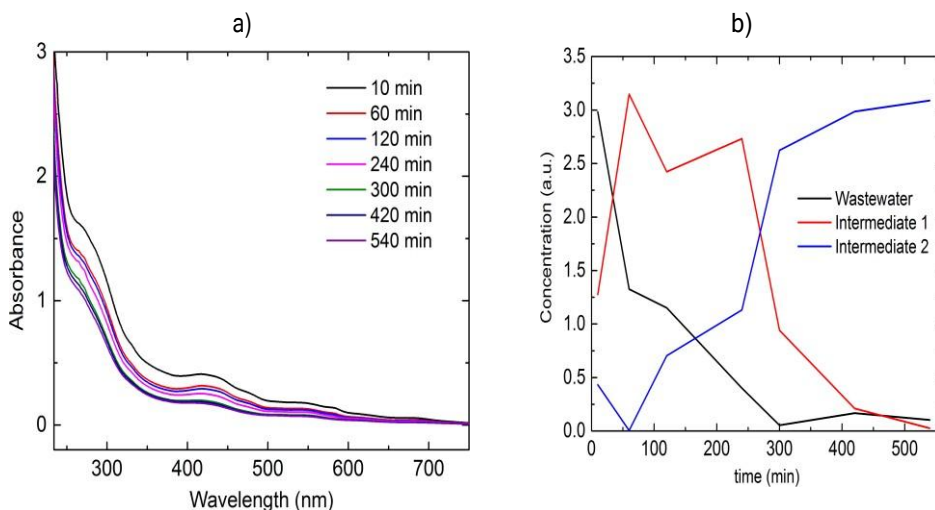 a)
3
2
1
0
Absorbance
10 min
60 min
120 min
240 min
300 min
420 min
540 min
300 400 500 600 700
Wavelength (nm)
b)
3.5
3.0
2.5
2.0
1.5
1.0
0.5
0.0
Concentration (a.u.)
Wastewater
Intermediate 1
Intermediate 2
0 100 200 300 400 500
time (min)